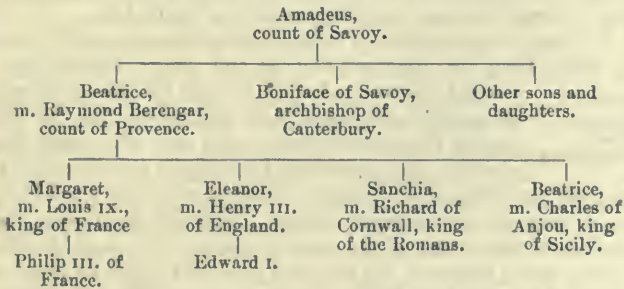 Amadeus,
count of Savoy.
Beatrice,
m. Raymond Berengar,
count of Provence.
Boniface of Savoy,
archbishop of
Canterbury.
Other sons and
daughters.
Margaret,
m. Louis IX.,
king of France
Philip III. of
France.
Eleanor,
m. Henry III.
of England.
Edward I.
Sanchia,
m. Richard of
Cornwall, king
of the Romans.
Beatrice,
m. Charles of
Anjou, king
of Sicily.